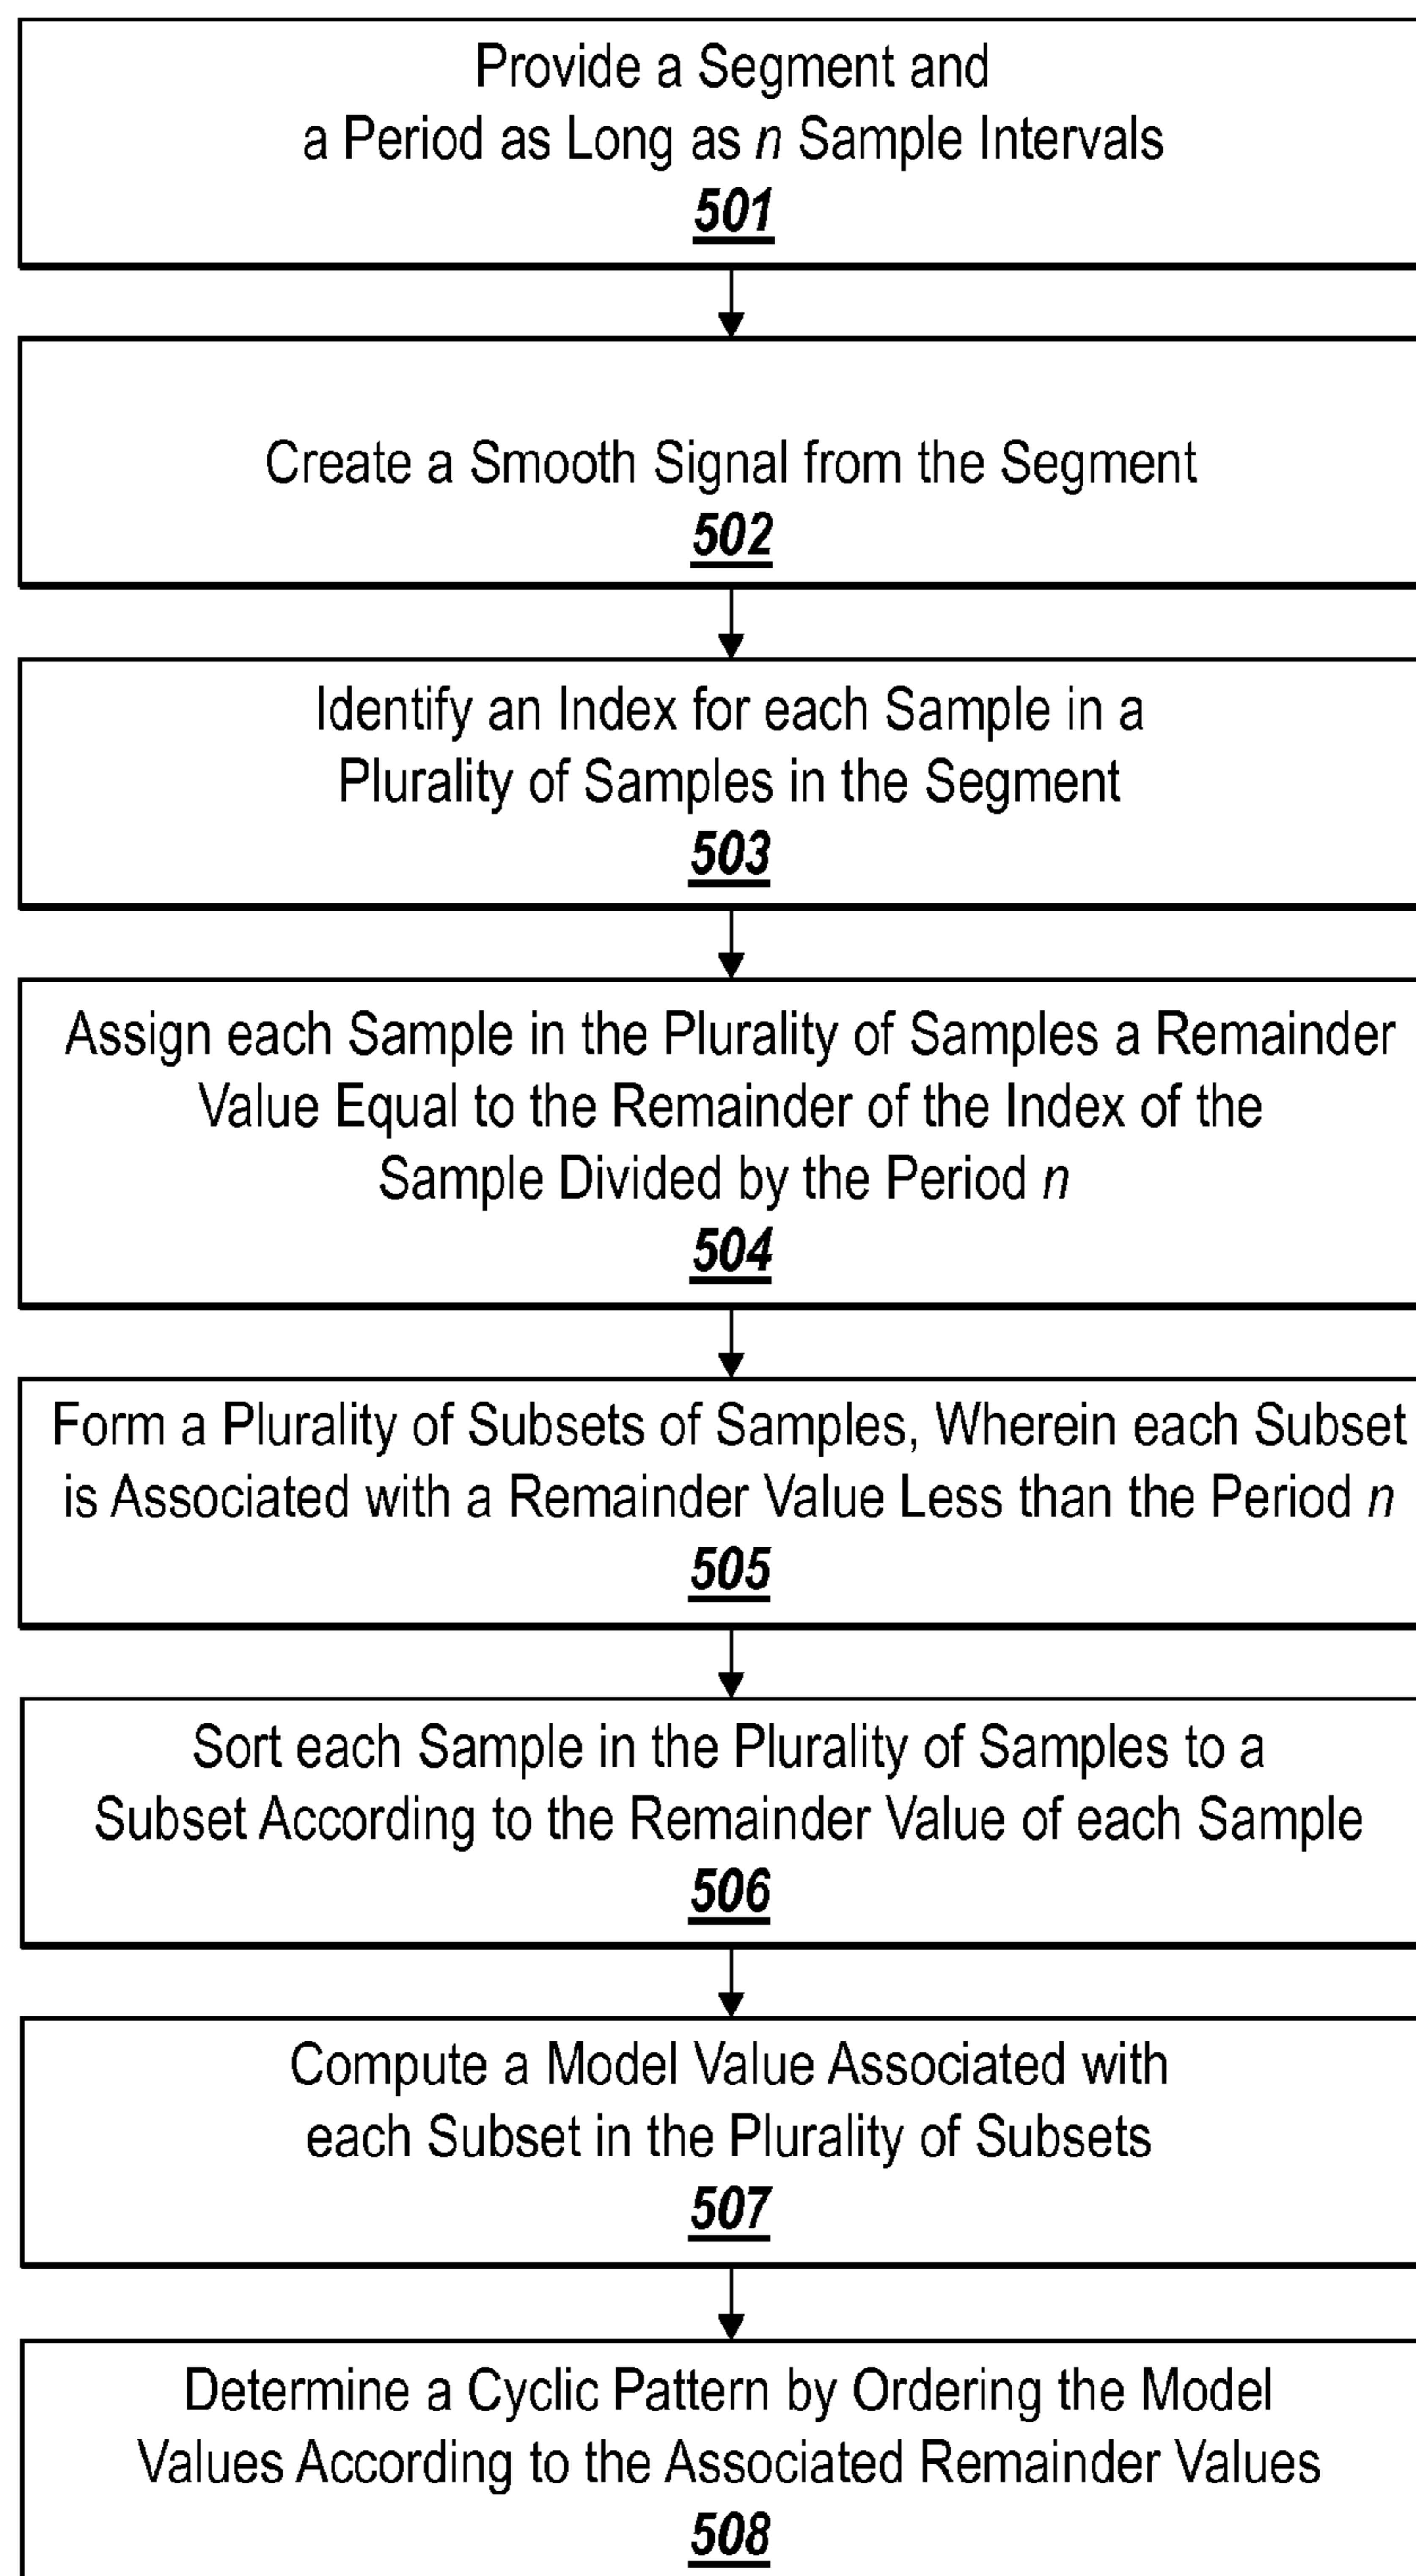 Provide a Segment and
a Period as Long as n Sample Intervals
501
Create a Smooth Signal from the Segment
502
Identify an Index for each Sample in a
Plurality of Samples in the Segment
503
Assign each Sample in the Plurality of Samples a Remainder
Value Equal to the Remainder of the Index of the
Sample Divided by the Period n
504
Form a Plurality of Subsets of Samples, Wherein each Subset
is Associated with a Remainder Value Less than the Period n
505
Sort each Sample in the Plurality of Samples to a
Subset According to the Remainder Value of each Sample
506
Compute a Model Value Associated with
each Subset in the Plurality of Subsets
507
Determine a Cyclic Pattern by Ordering the Model
Values According to the Associated Remainder Values
508